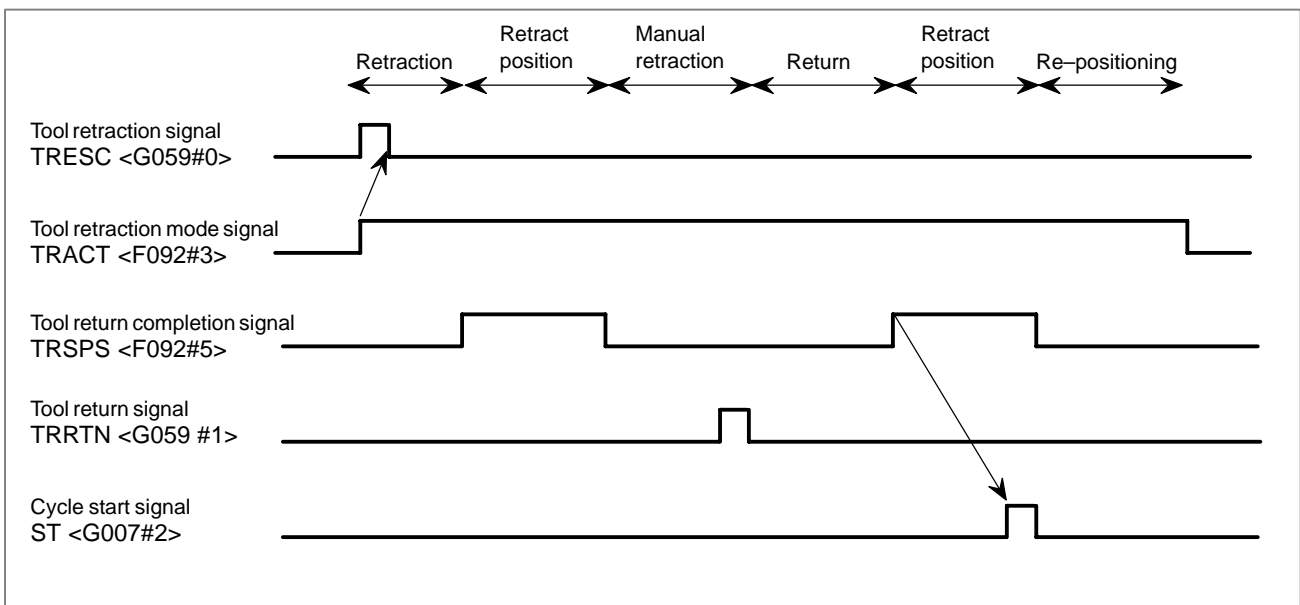 Retract Manual Retract
Retraction position retraction Return position Re–positioning
Tool retraction signal
TRESC <G059#0>
Tool retraction mode signal
TRACT <F092#3>
Tool return completion signal
TRSPS <F092#5>
Tool return signal
TRRTN <G059 #1>
Cycle start signal
ST <G007#2>